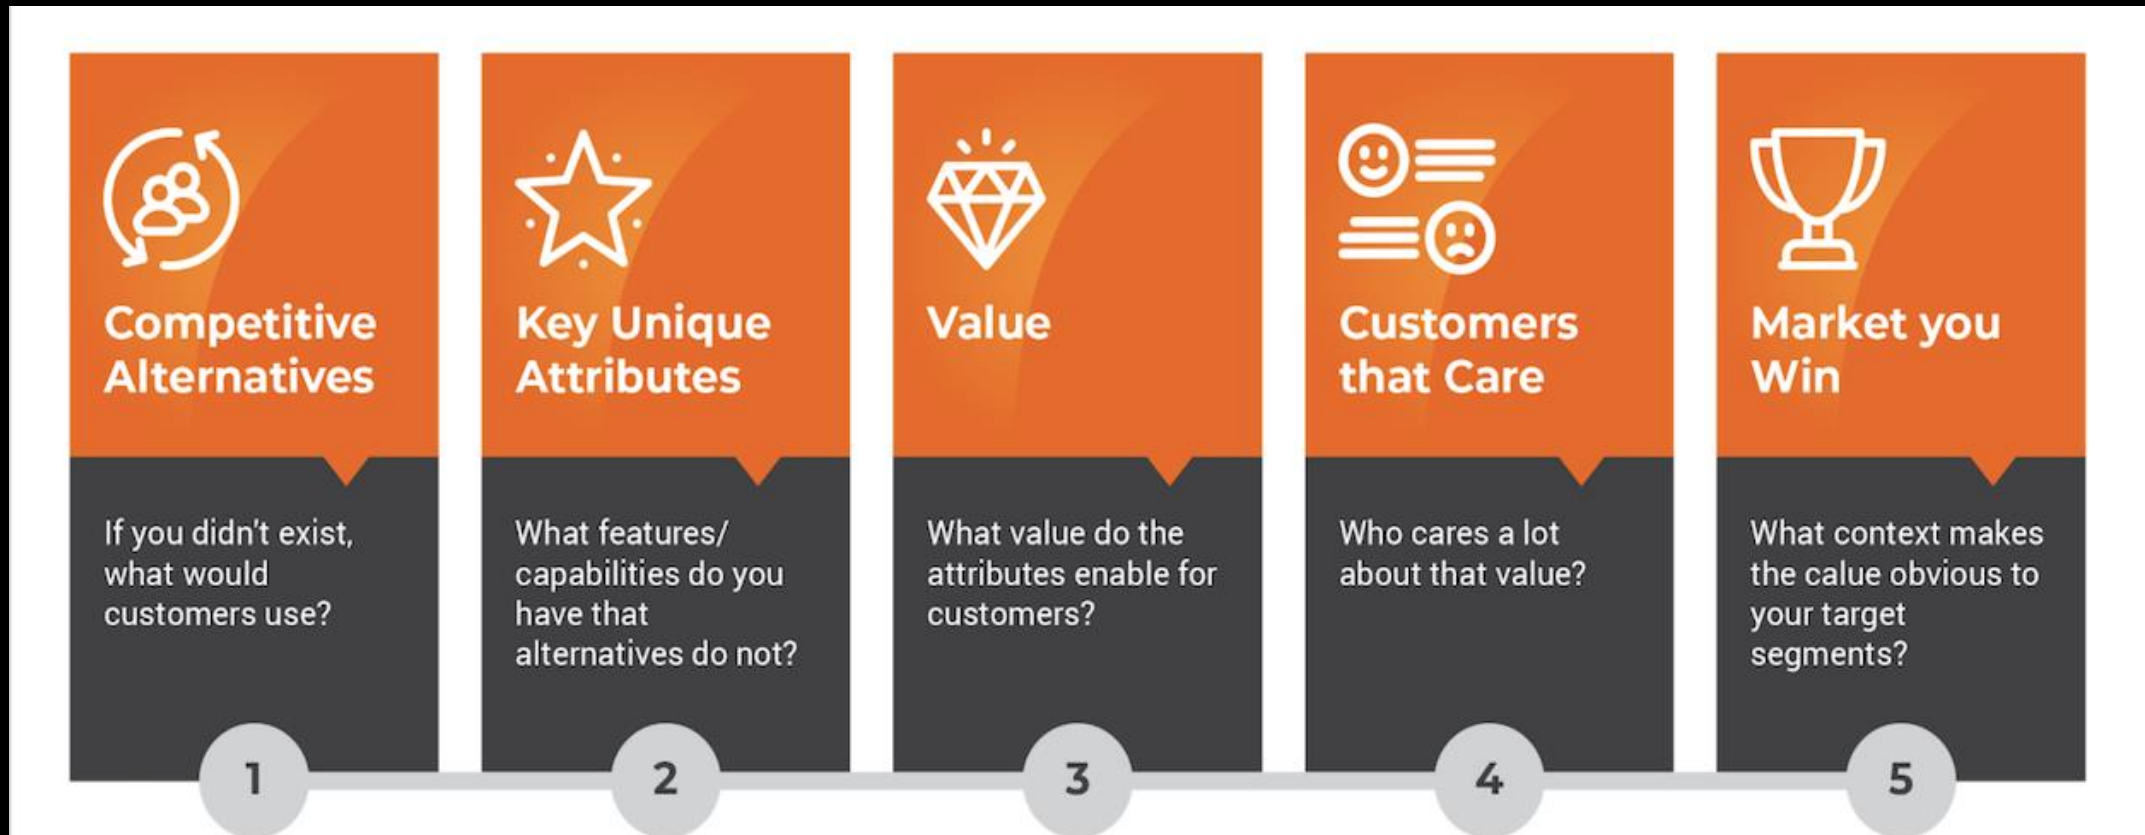 Competitive
Alternatives
If you didn't exist,
what would
customers use?
1
Key Unique
Attributes
What features/
capabilities do you
have that
alternatives do not?
2
Value
What value do the
attributes enable for
customers?
3
Customers
that Care
Who cares a lot
about that value?
4
Market you
Win
What context makes
the calue obvious to
your target
segments?
5